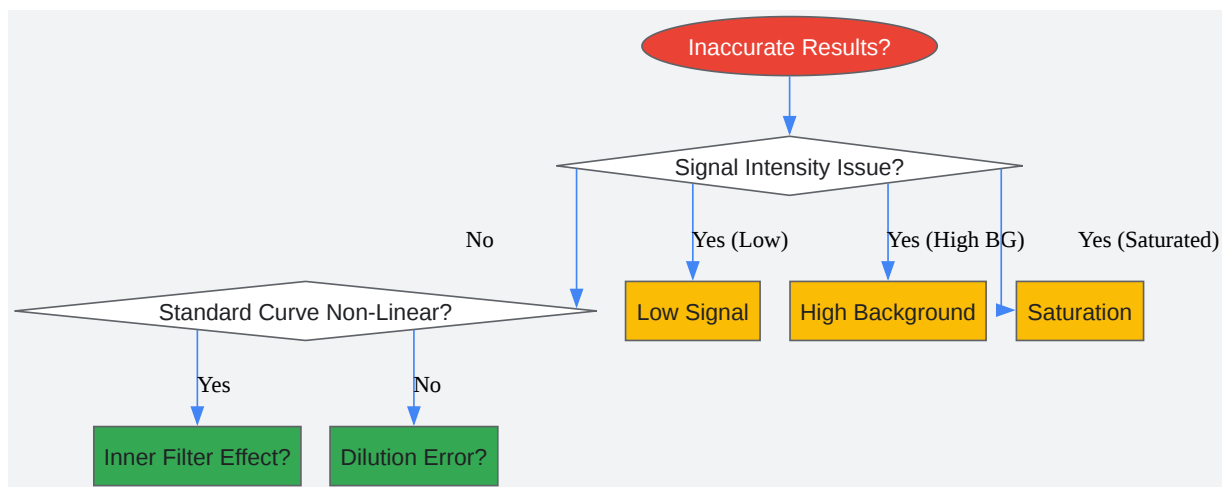 Inaccurate Results?
Signal Intensity Issue?
No
Yes (Low)
Yes (High BG)
Yes (Saturated)
Standard Curve Non-Linear?
Low Signal
High Background
Saturation
Yes
No
Inner Filter Effect?
Dilution Error?